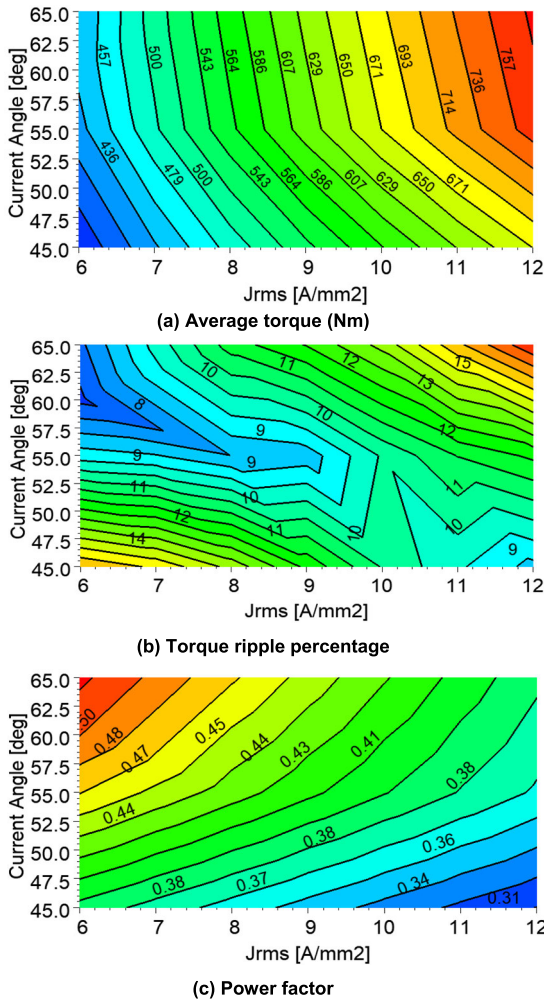 Current Angle [deg]
65.0
62.5
60.0
57.5
55.0
52.5
50.0
47.5
45.0
457 500 543 564 586 607 629 650 671 693 714 736 757
436 479 500 543 564 586 607 629 650 671
6 7 8 9 10 11 12
Jrms [A/mm2]
(a) Average torque (Nm)
Current Angle [deg]
65.0
62.5
60.0
57.5
55.0
52.5
50.0
47.5
45.0
10 11 12 13 15
8 9 10 12
9 9
11 10 11
12 11 10 10
14 9
6 7 8 9 10 11 12
Jrms [A/mm2]
(b) Torque ripple percentage
Current Angle [deg]
65.0
62.5
60.0
57.5
55.0
52.5
50.0
47.5
45.0
50 0.48 0.47 0.45 0.44 0.43 0.41 0.38
0.44 0.38 0.36
0.38 0.37 0.34 0.31
6 7 8 9 10 11 12
Jrms [A/mm2]
(c) Power factor